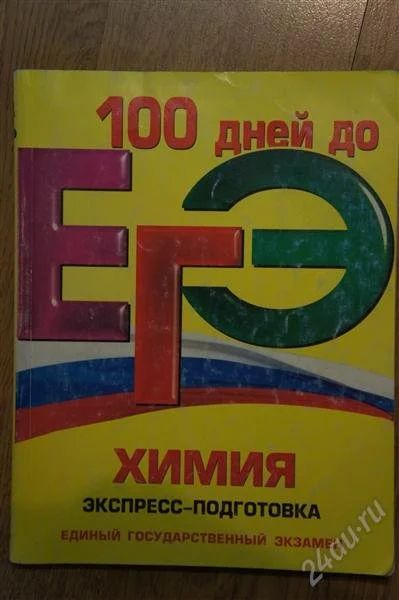 100 дней до
ЕГЭ
ХИМИЯ
ЭКСПРЕСС-ПОДГОТОВКА
ЕДИНЫЙ ГОСУДАРСТВЕННЫЙ ЭКЗАМЕН
24au.ru